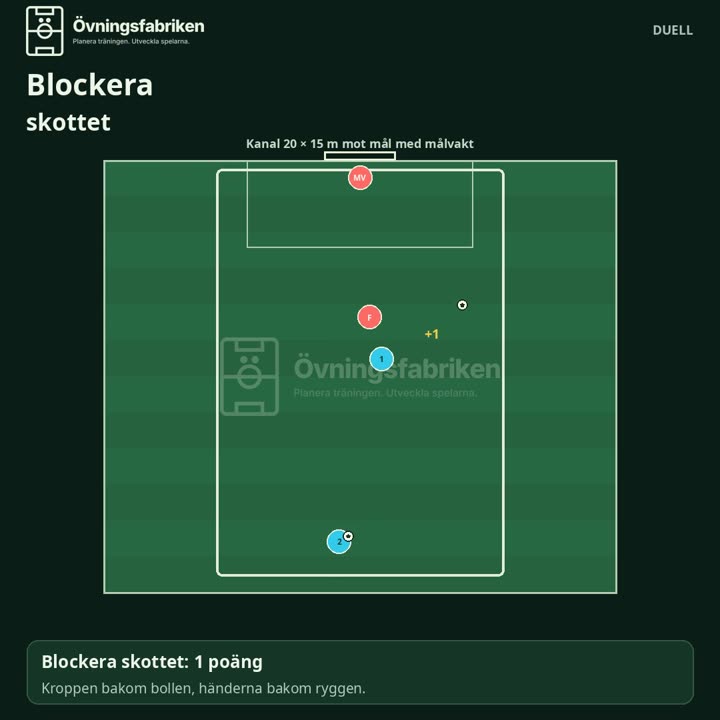 Övningsfabriken
Planera träningen. Utveckla spelarna.
DUELL
Blockera
skottet
Kanal 20 × 15 m mot mål med målvakt
MV
F
+1
1
Övningsfabriken
Planera träningen. Utveckla spelarna.
2
Blockera skottet: 1 poäng
Kroppen bakom bollen, händerna bakom ryggen.